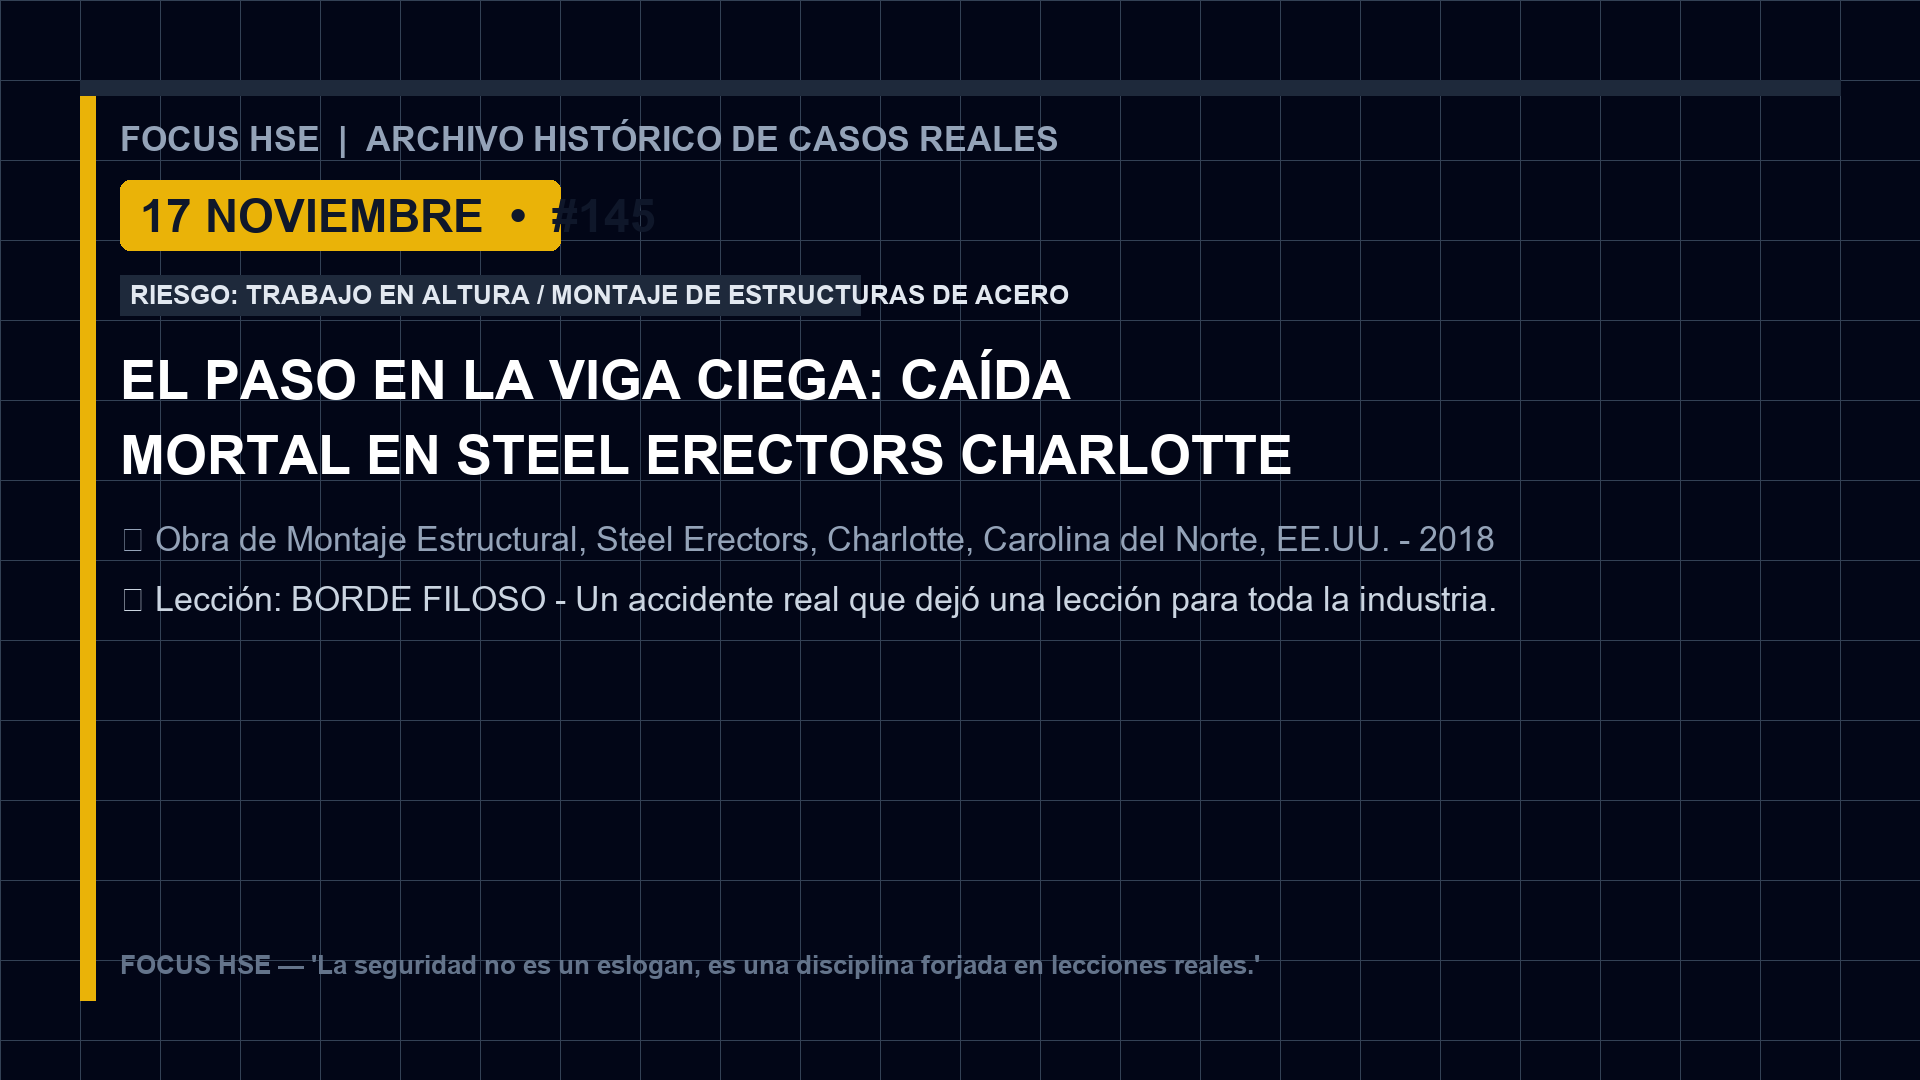 FOCUS HSE | ARCHIVO HISTÓRICO DE CASOS REALES
17 NOVIEMBRE • #145
RIESGO: TRABAJO EN ALTURA / MONTAJE DE ESTRUCTURAS DE ACERO
EL PASO EN LA VIGA CIEGA: CAÍDA
MORTAL EN STEEL ERECTORS CHARLOTTE
Obra de Montaje Estructural, Steel Erectors, Charlotte, Carolina del Norte, EE.UU. - 2018
Lección: BORDE FILOSO - Un accidente real que dejó una lección para toda la industria.
FOCUS HSE — 'La seguridad no es un eslogan, es una disciplina forjada en lecciones reales.'